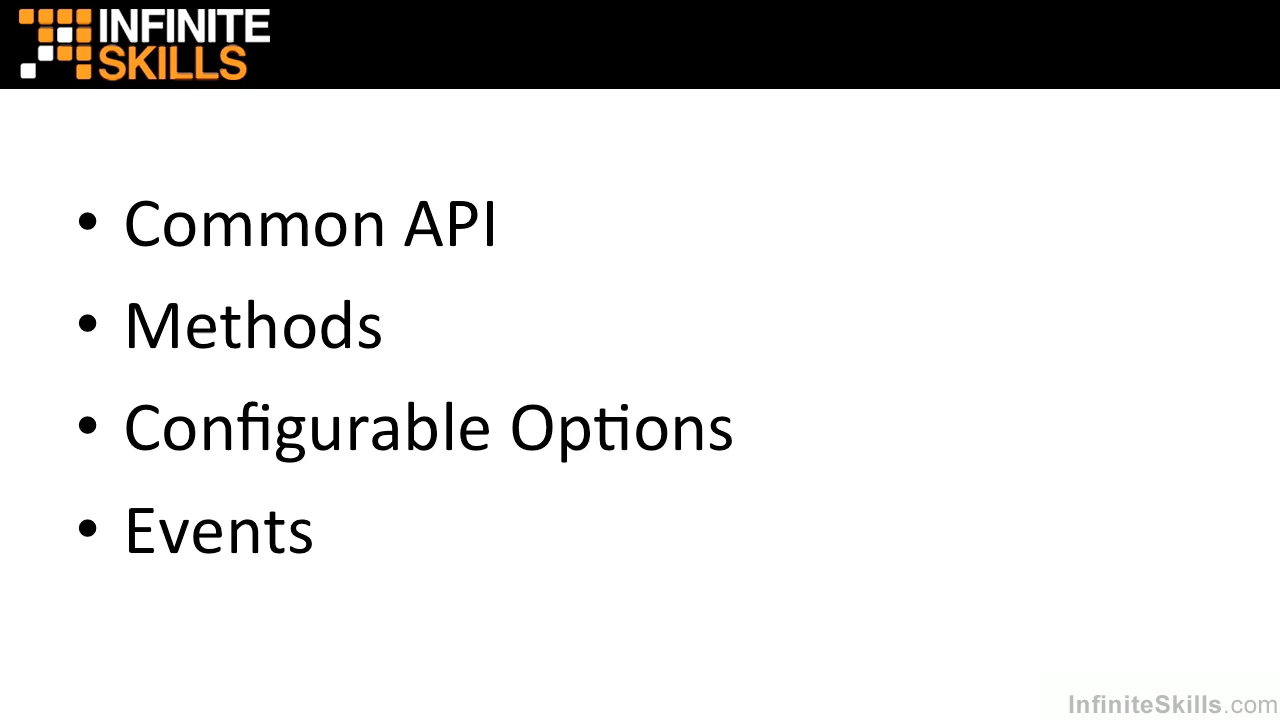 INFINITE
SKILLS
• Common API
• Methods
• Configurable Options
• Events
InfiniteSkills.com